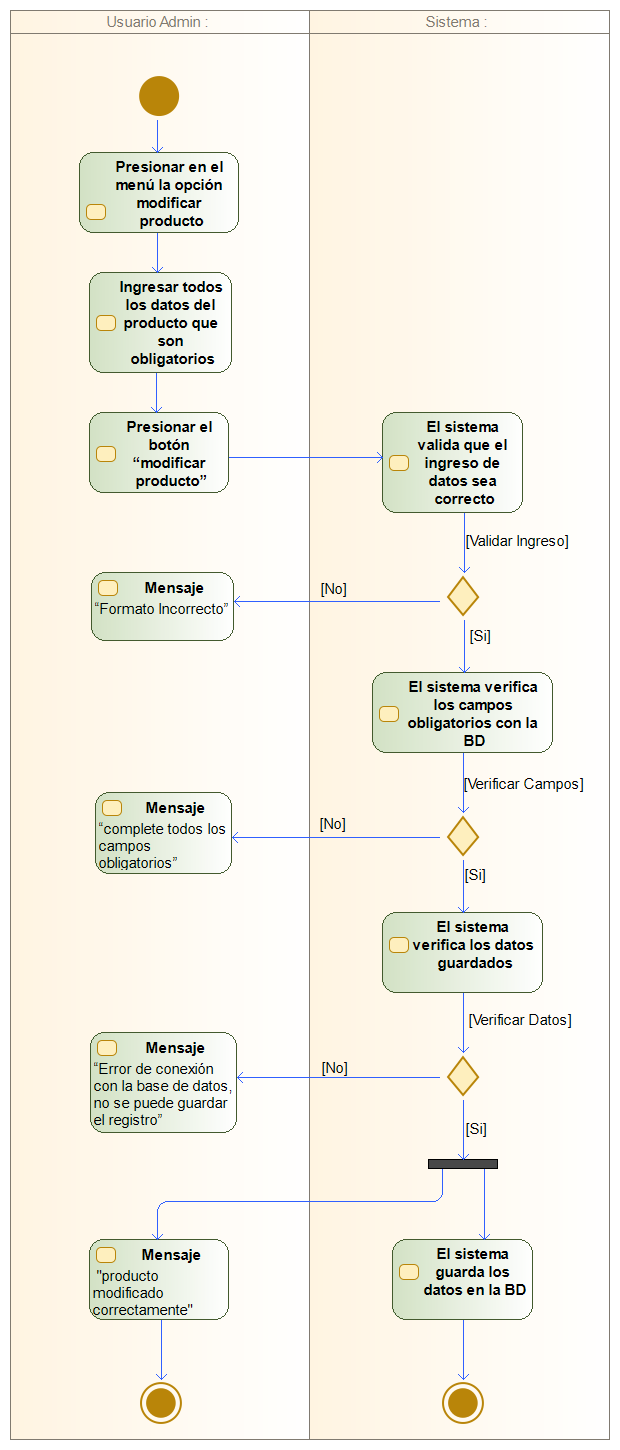 Usuario Admin :
Sistema :
Presionar en el
menú la opción
modificar
producto
Ingresar todos
los datos del
producto que
son
obligatorios
Presionar el
botón
“modificar
producto”
El sistema
valida que el
ingreso de
datos sea
correcto
[Validar Ingreso]
Mensaje
“Formato Incorrecto”
[No]
[Si]
El sistema verifica
los campos
obligatorios con la
BD
[Verificar Campos]
Mensaje
“complete todos los
campos
obligatorios”
[No]
[Si]
El sistema
verifica los datos
guardados
[Verificar Datos]
Mensaje
“Error de conexión
con la base de datos,
no se puede guardar
el registro”
[No]
[Si]
Mensaje
"producto
modificado
correctamente"
El sistema
guarda los
datos en la BD